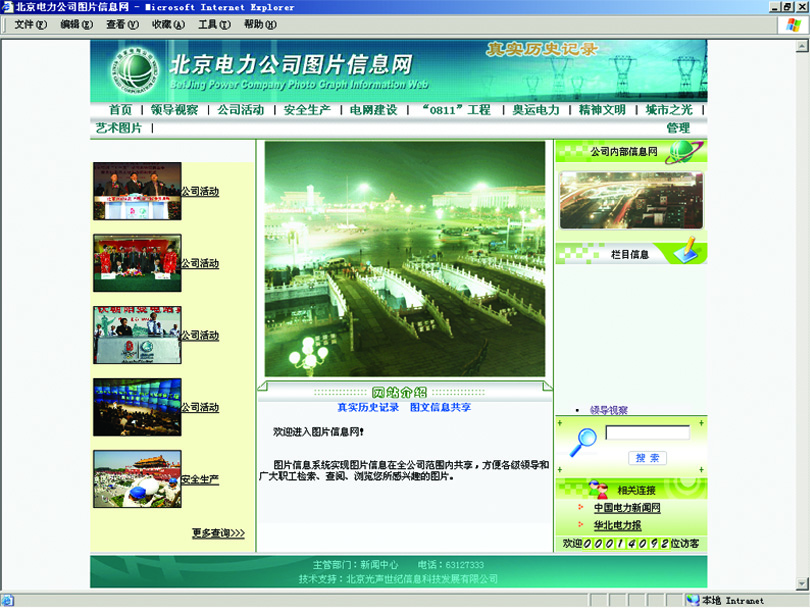 北京电力公司图片信息网 - Microsoft Internet Explorer
文件(F) 编辑(E) 查看(V) 收藏(A) 工具(T) 帮助(H)
真实历史记录
北京电力公司图片信息网
BeiJing Power Company Photo Graph Information Web
首页 | 领导视察 | 公司活动 | 安全生产 | 电网建设 | “0811”工程 | 奥运电力 | 精神文明 | 城市之光 |
艺术图片 | 管理
公司内部信息网
公司活动
公司活动
栏目信息
公司活动
公司活动
网站介绍
真实历史记录 图文信息共享
领导视察
欢迎进入图片信息网!
搜 索
图片信息系统实现图片信息在全公司范围内共享，方便各级领导和
广大职工检索、查阅、浏览您所感兴趣的图片。
安全生产
相关连接
中国电力新闻网
华北电力报
更多查询>>>
欢迎00014092位访客
主管部门：新闻中心 电话：63127333
技术支持：北京光声世纪信息科技发展有限公司
本地 Intranet